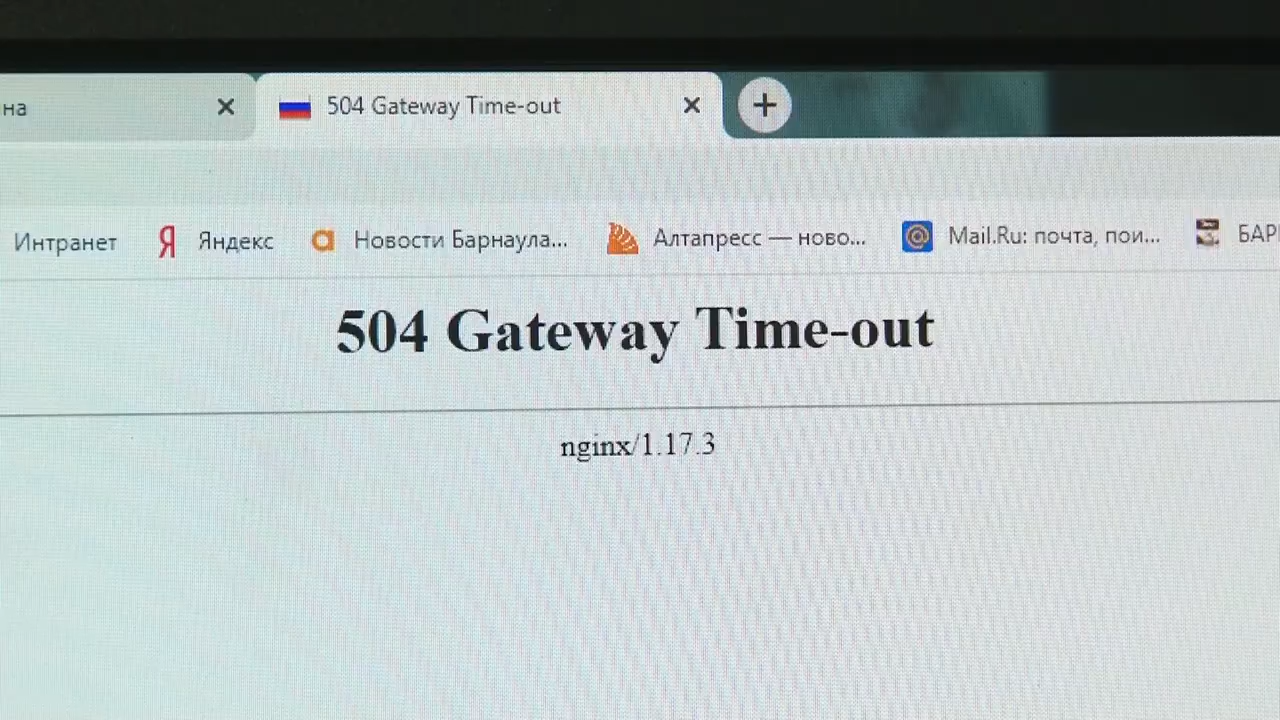 на
504 Gateway Time-out
Интранет Яндекс Новости Барнаула... Алтапресс — ново... Mail.Ru: почта, пои... БАР
504 Gateway Time-out
nginx/1.17.3